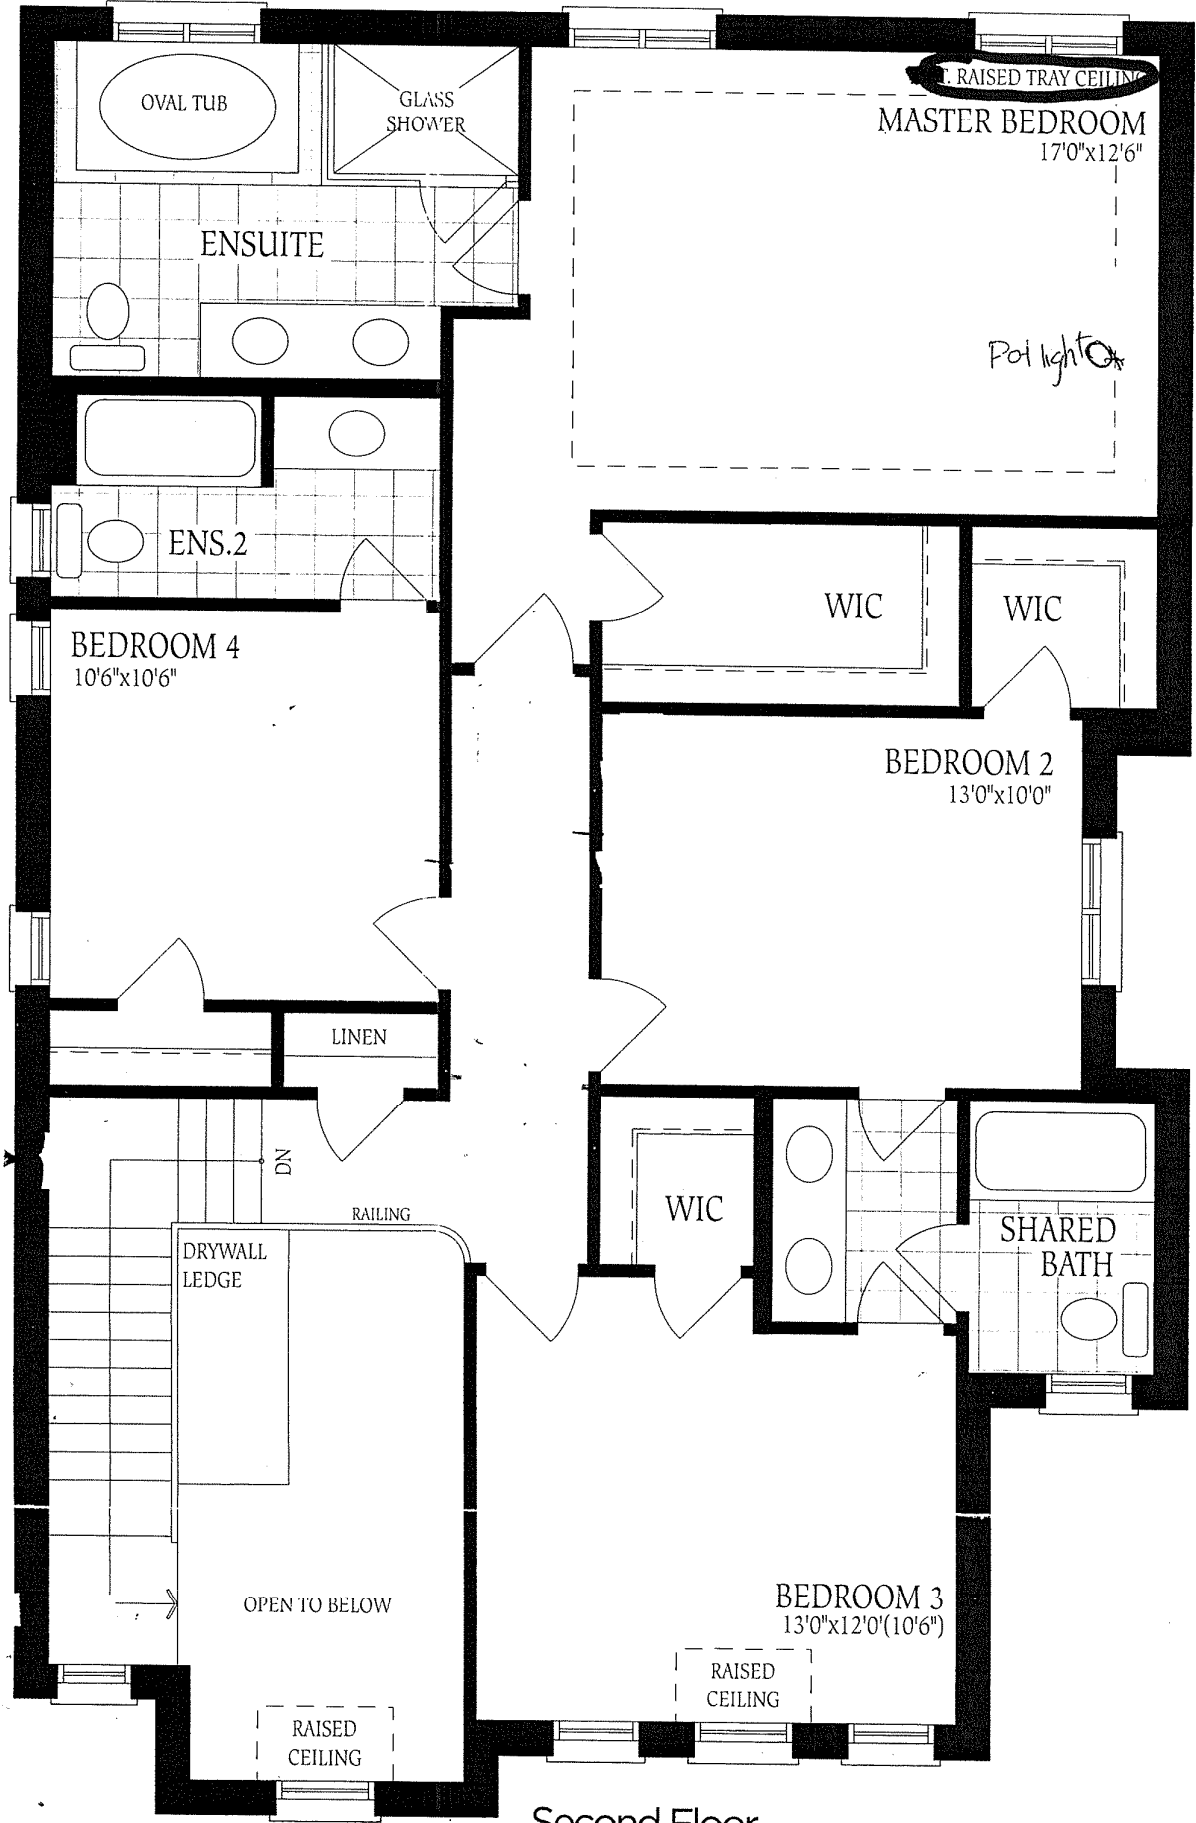 OVAL TUB
GLASS
SHOWER
T. RAISED TRAY CEILING
MASTER BEDROOM
17'0"x12'6"
ENSUITE
Pot light
ENS.2
WIC
WIC
BEDROOM 4
10'6"x10'6"
BEDROOM 2
13'0"x10'0"
LINEN
DN
RAILING
WIC
DRYWALL
LEDGE
SHARED
BATH
OPEN TO BELOW
BEDROOM 3
13'0"x12'0'(10'6")
RAISED
CEILING
RAISED
CEILING
Second Floor